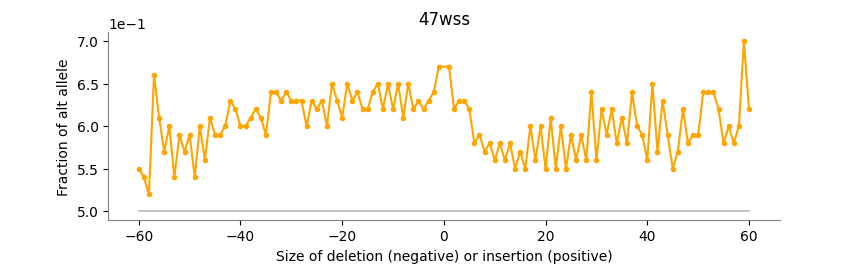 47wss
1e−1
7.0
6.5
6.0
5.5
5.0
Fraction of alt allele
−60 −40 −20 0 20 40 60
Size of deletion (negative) or insertion (positive)